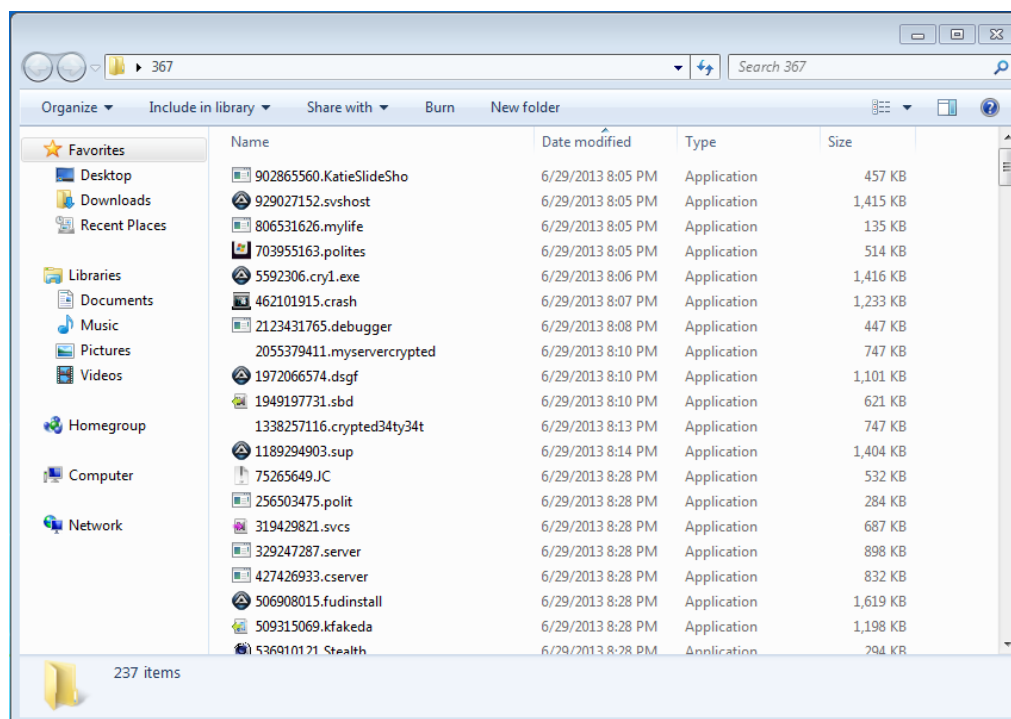 367
Search 367
Organize Include in library Share with Burn New folder
Favorites
Desktop
Downloads
Recent Places
Libraries
Documents
Music
Pictures
Videos
Homegroup
Computer
Network
Name Date modified Type Size
902865560.KatieSlideSho 6/29/2013 8:05 PM Application 457 KB
929027152.svshost 6/29/2013 8:05 PM Application 1,415 KB
806531626.mylife 6/29/2013 8:05 PM Application 135 KB
703955163.polites 6/29/2013 8:05 PM Application 514 KB
5592306.cry1.exe 6/29/2013 8:06 PM Application 1,416 KB
462101915.crash 6/29/2013 8:07 PM Application 1,233 KB
2123431765.debugger 6/29/2013 8:08 PM Application 447 KB
2055379411.myservercrypted 6/29/2013 8:10 PM Application 747 KB
1972066574.dsgf 6/29/2013 8:10 PM Application 1,101 KB
1949197731.sbd 6/29/2013 8:10 PM Application 621 KB
1338257116.crypted34ty34t 6/29/2013 8:13 PM Application 747 KB
1189294903.sup 6/29/2013 8:14 PM Application 1,404 KB
75265649.JC 6/29/2013 8:28 PM Application 532 KB
256503475.polit 6/29/2013 8:28 PM Application 284 KB
319429821.svcs 6/29/2013 8:28 PM Application 687 KB
329247287.server 6/29/2013 8:28 PM Application 898 KB
427426933.cserver 6/29/2013 8:28 PM Application 832 KB
506908015.fudinstall 6/29/2013 8:28 PM Application 1,619 KB
509315069.kfakeda 6/29/2013 8:28 PM Application 1,198 KB
536910121.Stealth 6/29/2013 8:28 PM Application 294 KB
237 items